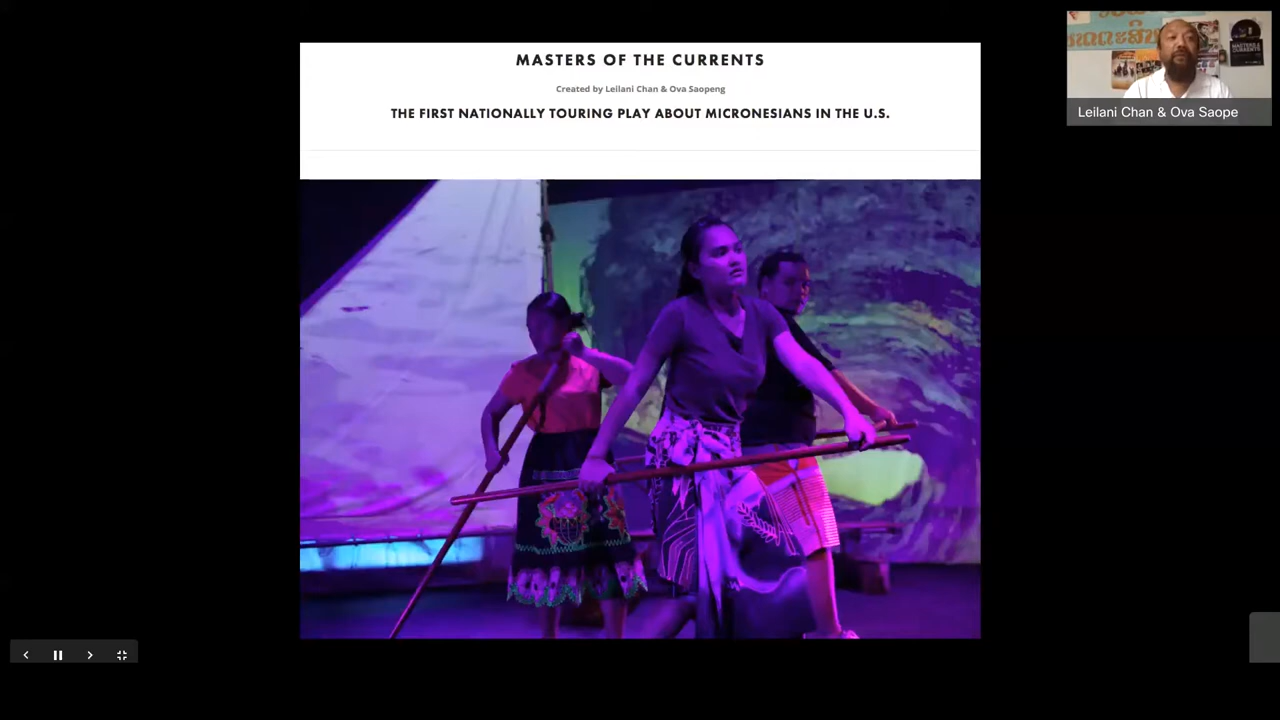 MASTERS OF THE CURRENTS
Created by Leilani Chan & Ova Saopeng
THE FIRST NATIONALLY TOURING PLAY ABOUT MICRONESIANS IN THE U.S.
Leilani Chan & Ova Saope